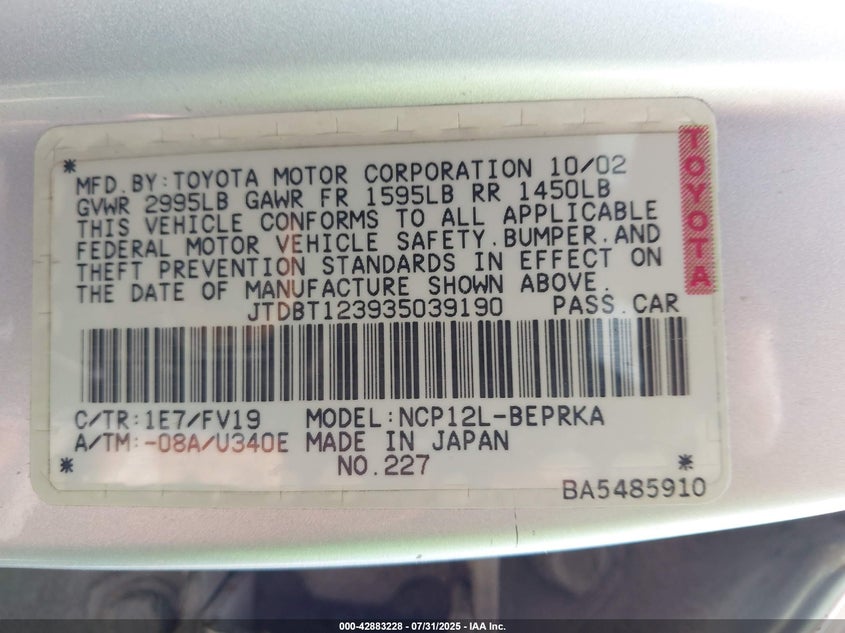 * MFD.BY:TOYOTA MOTOR CORPORATION 10/02
GVWR 2995LB GAWR FR 1595LB RR 1450LB
THIS VEHICLE CONFORMS TO ALL APPLICABLE
FEDERAL MOTOR VEHICLE SAFETY.BUMPER.AND
THEFT PREVENTION STANDARDS IN EFFECT ON
THE DATE OF MANUFACTURE SHOWN ABOVE.
TOYOTA
JTDBT123935039190 PASS.CAR
C/TR:1E7/FV19 MODEL:NCP12L-BEPRKA
A/TM:-08A/U340E MADE IN JAPAN
* NO.227 *
BA5485910
000-42883228 - 07/31/2025 - IAA Inc.